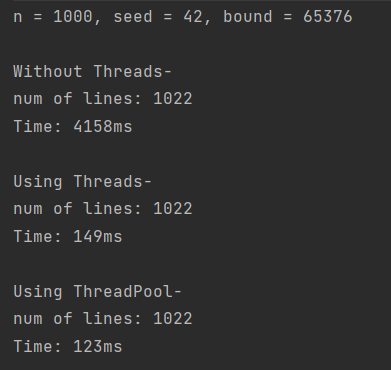 n = 1000, seed = 42, bound = 65376
Without Threads-
num of lines: 1022
Time: 4158ms
Using Threads-
num of lines: 1022
Time: 149ms
Using ThreadPool-
num of lines: 1022
Time: 123ms